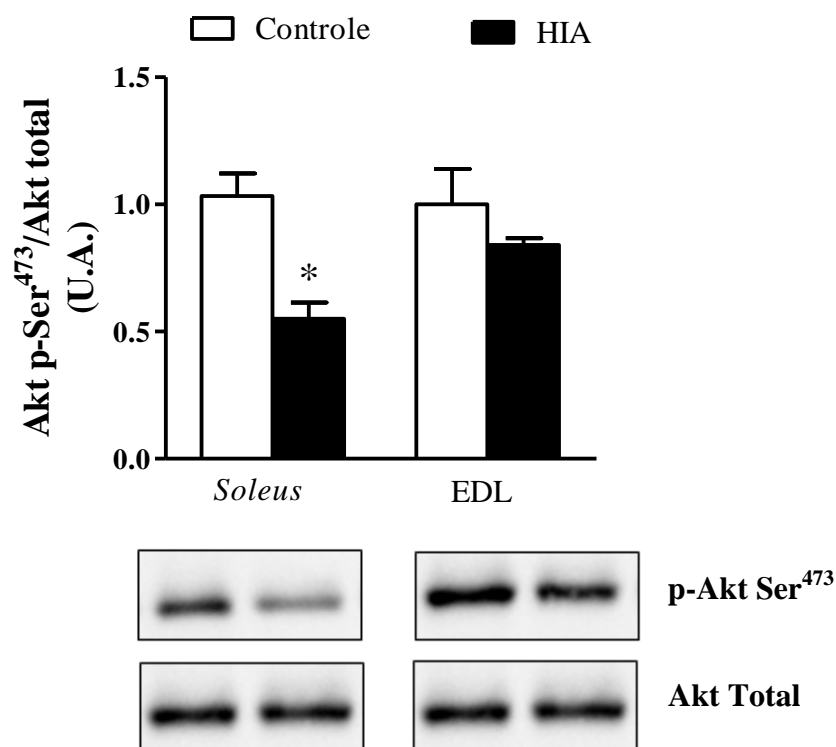 Controle HIA
Akt p-Ser⁴⁷³/Akt total
(U.A.)
1.5
1.0
0.5
0.0
*
Soleus EDL
p-Akt Ser⁴⁷³
Akt Total